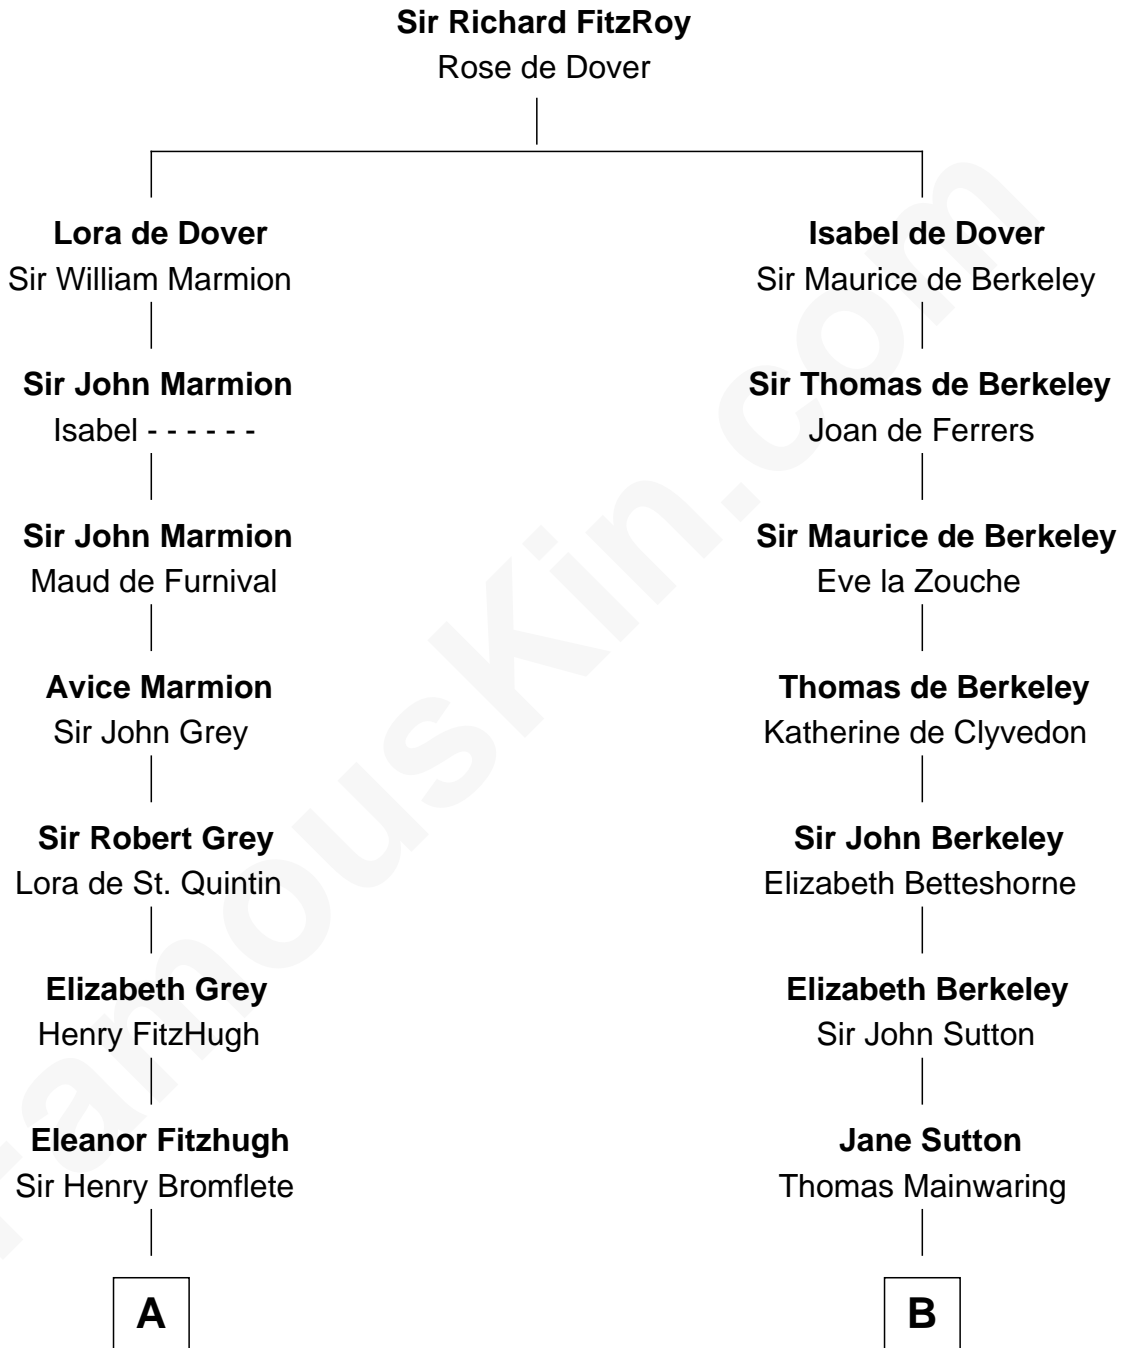 Sir Richard FitzRoy
Rose de Dover
Lora de Dover
Sir William Marmion
Isabel de Dover
Sir Maurice de Berkeley
Sir John Marmion
Isabel - - - - - -
Sir Thomas de Berkeley
Joan de Ferrers
Sir John Marmion
Maud de Furnival
Sir Maurice de Berkeley
Eve la Zouche
Avice Marmion
Sir John Grey
Thomas de Berkeley
Katherine de Clyvedon
Sir Robert Grey
Lora de St. Quintin
Sir John Berkeley
Elizabeth Betteshorne
Elizabeth Grey
Henry FitzHugh
Elizabeth Berkeley
Sir John Sutton
Eleanor Fitzhugh
Sir Henry Bromflete
Jane Sutton
Thomas Mainwaring
A
B
FamousKin.com